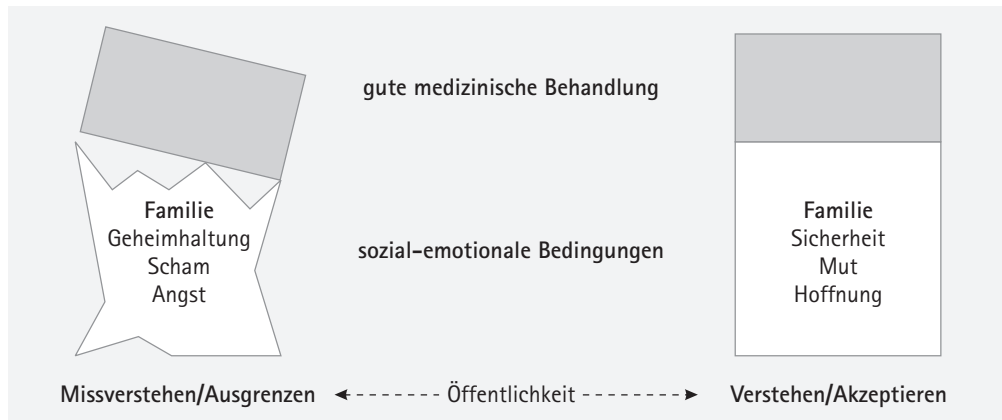 gute medizinische Behandlung
Familie
Geheimhaltung
Scham
Angst
sozial-emotionale Bedingungen
Familie
Sicherheit
Mut
Hoffnung
Missverstehen/Ausgrenzen
Öffentlichkeit
Verstehen/Akzeptieren